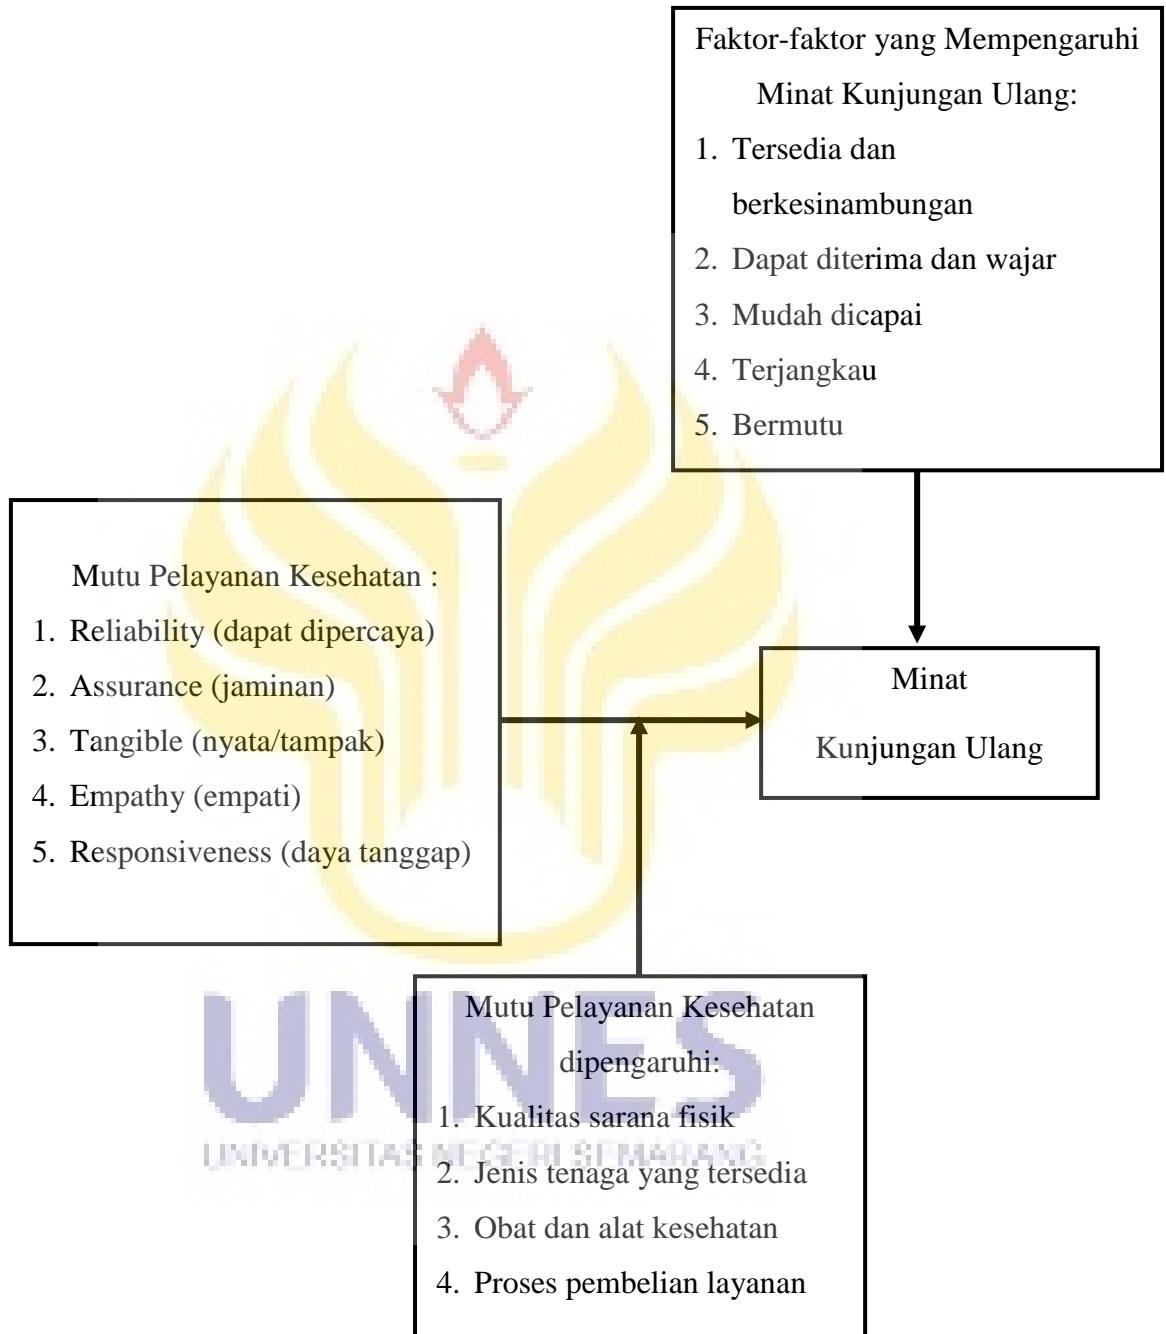 Faktor-faktor yang Mempengaruhi
Minat Kunjungan Ulang:
1. Tersedia dan
berkesinambungan
2. Dapat diterima dan wajar
3. Mudah dicapai
4. Terjangkau
5. Bermutu
Mutu Pelayanan Kesehatan :
1. Reliability (dapat dipercaya)
2. Assurance (jaminan)
3. Tangible (nyata/tampak)
4. Empathy (empati)
5. Responsiveness (daya tanggap)
Minat
Kunjungan Ulang
Mutu Pelayanan Kesehatan
dipengaruhi:
1. Kualitas sarana fisik
2. Jenis tenaga yang tersedia
3. Obat dan alat kesehatan
4. Proses pembelian layanan
UNNES
UNIVERSITAS NEGERI SEMARANG